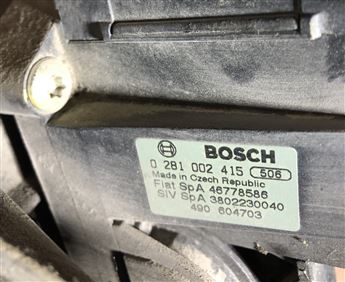 BOSCH
0 281 002 415 506
Made in Czech Republic
Fiat SpA 46778586
SIV SpA 3802230040
490 604703